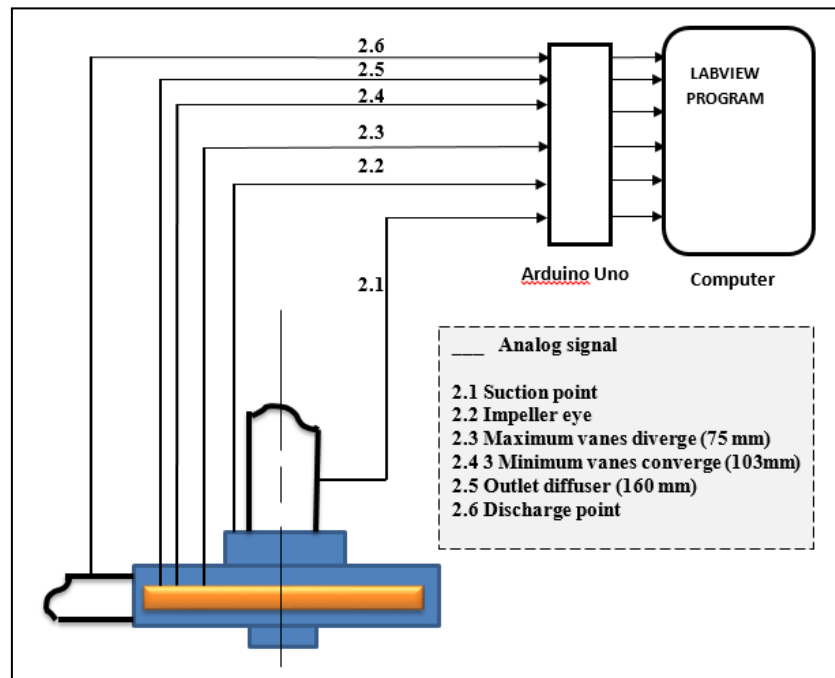 2.6
2.5
2.4
2.3
2.2
2.1
LABVIEW
PROGRAM
Arduino Uno
Computer
___ Analog signal
2.1 Suction point
2.2 Impeller eye
2.3 Maximum vanes diverge (75 mm)
2.4 3 Minimum vanes converge (103mm)
2.5 Outlet diffuser (160 mm)
2.6 Discharge point